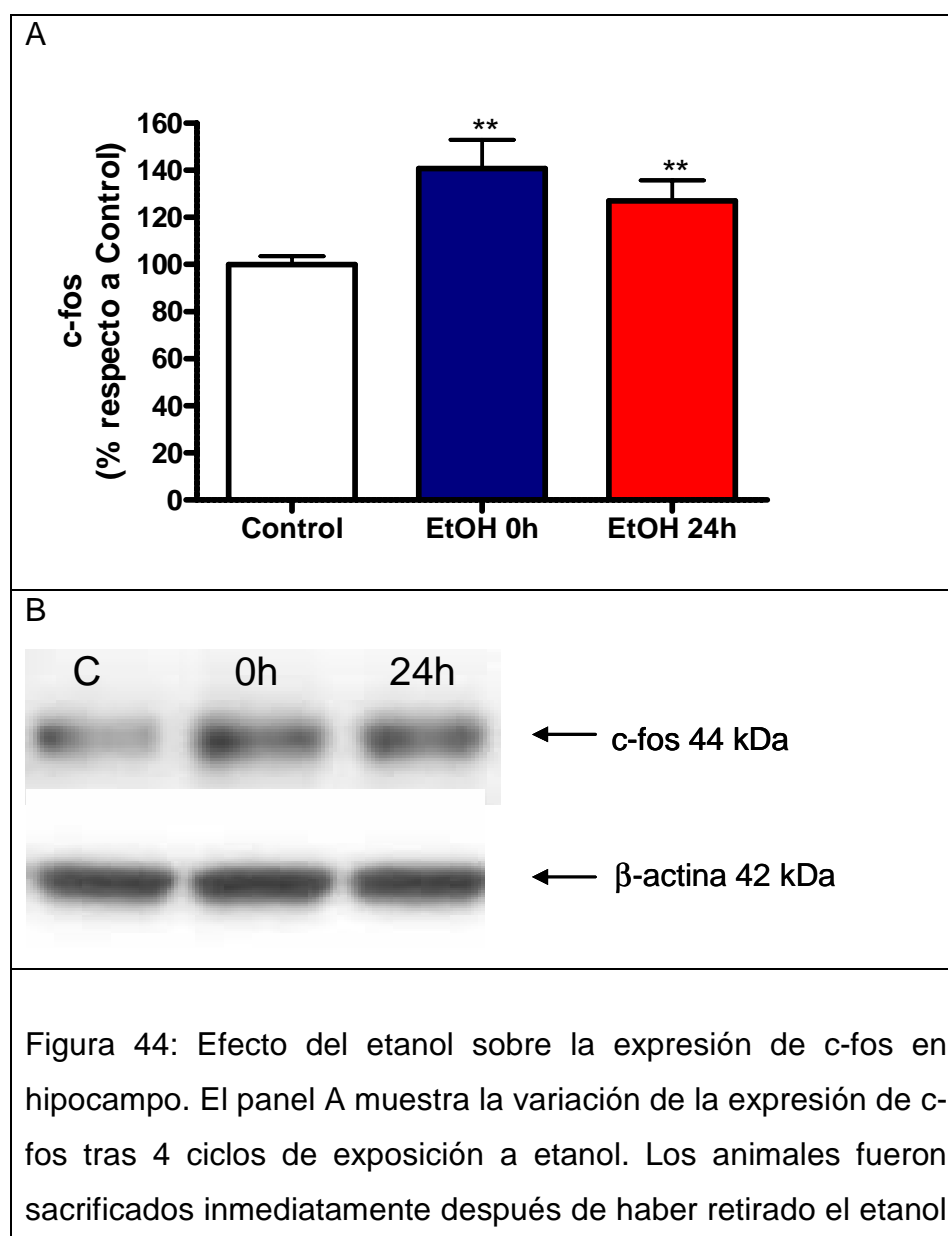 A
c-fos
(% respecto a Control)
160
140
120
100
80
60
40
20
0
**
**
Control EtOH 0h EtOH 24h
B
C 0h 24h
c-fos 44 kDa
β-actina 42 kDa
Figura 44: Efecto del etanol sobre la expresión de c-fos en
hipocampo. El panel A muestra la variación de la expresión de c-
fos tras 4 ciclos de exposición a etanol. Los animales fueron
sacrificados inmediatamente después de haber retirado el etanol